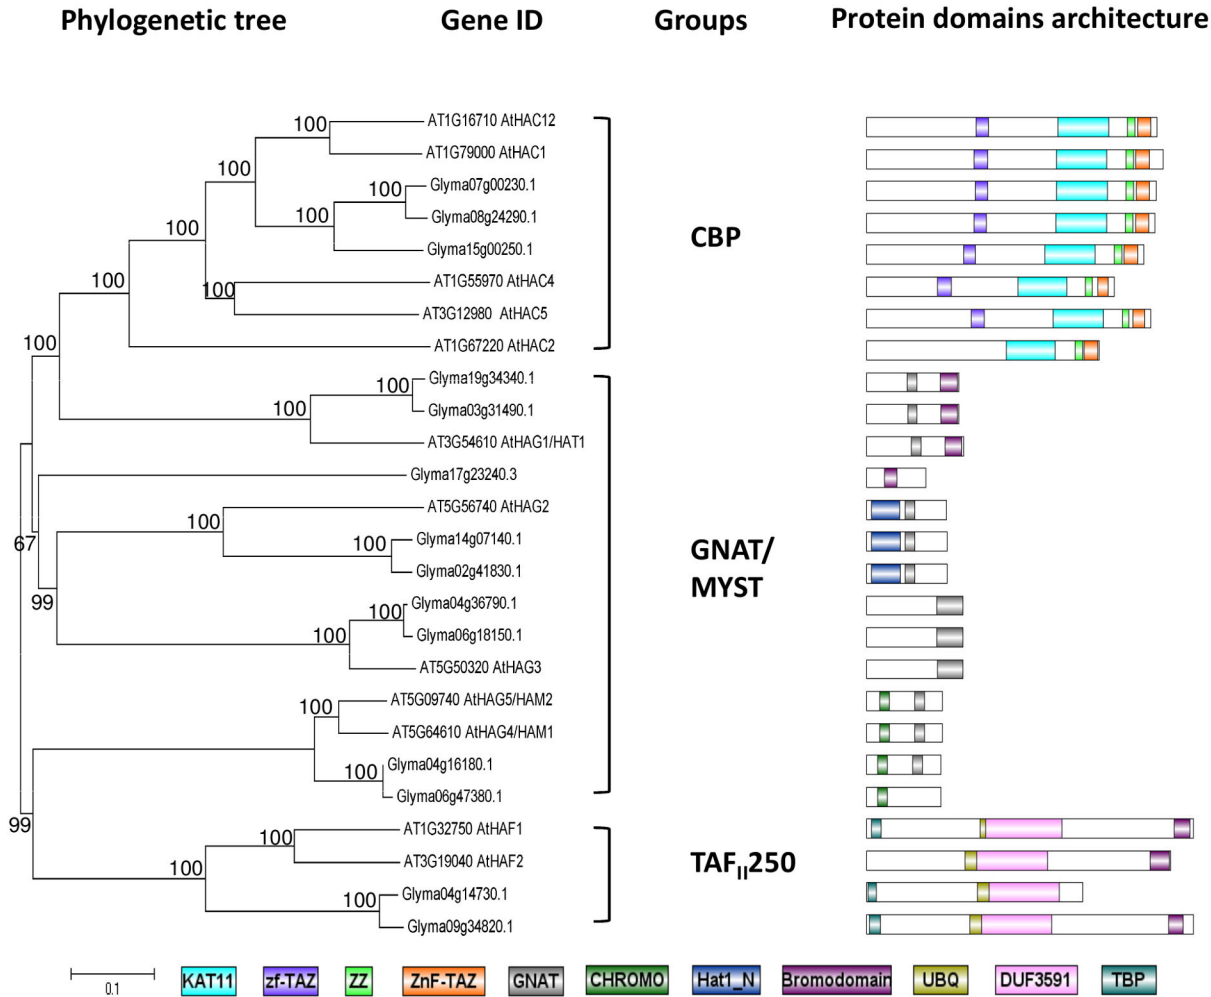 Phylogenetic tree Gene ID Groups Protein domains architecture
100 AT1G16710 AtHAC12
AT1G79000 AtHAC1
100
100 Glyma07g00230.1
100 Glyma08g24290.1
100 Glyma15g00250.1
100 AT1G55970 AtHAC4
AT3G12980 AtHAC5
100
AT1G67220 AtHAC2
CBP
100
100 Glyma19g34340.1
100 Glyma03g31490.1
AT3G54610 AtHAG1/HAT1
Glyma17g23240.3
AT5G56740 AtHAG2
100
100 Glyma14g07140.1
67
Glyma02g41830.1
GNAT/
MYST
99
100 Glyma04g36790.1
100 Glyma06g18150.1
AT5G50320 AtHAG3
100 AT5G09740 AtHAG5/HAM2
AT5G64610 AtHAG4/HAM1
100 Glyma04g16180.1
Glyma06g47380.1
99
100 AT1G32750 AtHAF1
100 AT3G19040 AtHAF2
TAFII250
Glyma04g14730.1
100 Glyma09g34820.1
0.1 KAT11 zf-TAZ ZZ ZnF-TAZ GNAT CHROMO Hat1_N Bromodomain UBQ DUF3591 TBP